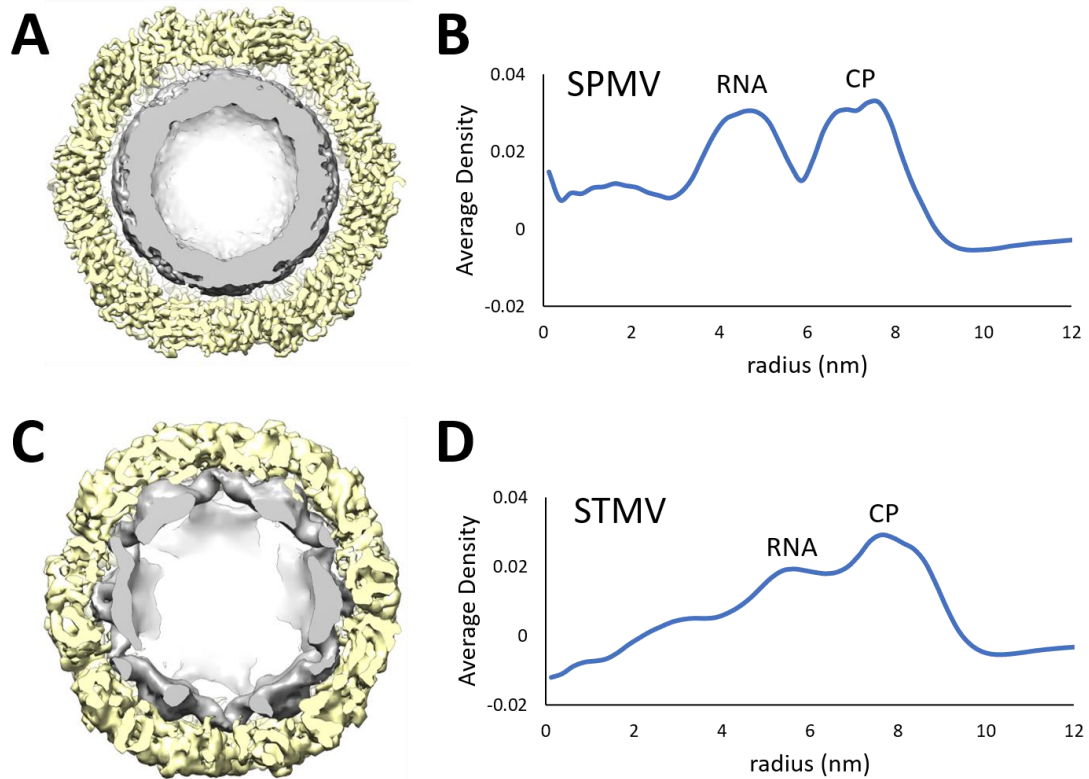 A
B
SPMV
RNA
CP
0.04
0.02
0
-0.02
Average Density
0
2
4
6
8
10
12
radius (nm)
C
D
STMV
RNA
CP
0.04
0.02
0
-0.02
Average Density
0
2
4
6
8
10
12
radius (nm)